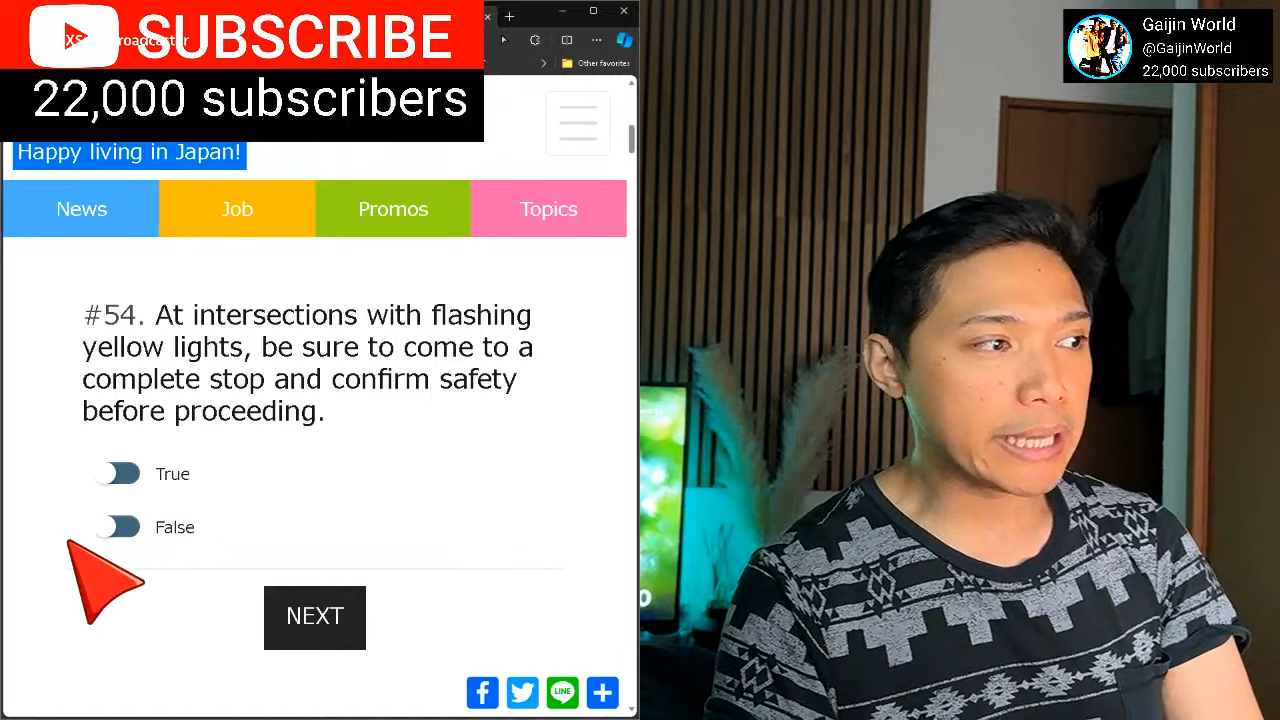 SUBSCRIBE
22,000 subscribers
Other favorites
Gaijin World
@GaijinWorld
22,000 subscribers
Happy living in Japan!
News Job Promos Topics
#54. At intersections with flashing
yellow lights, be sure to come to a
complete stop and confirm safety
before proceeding.
True
False
NEXT
LINE